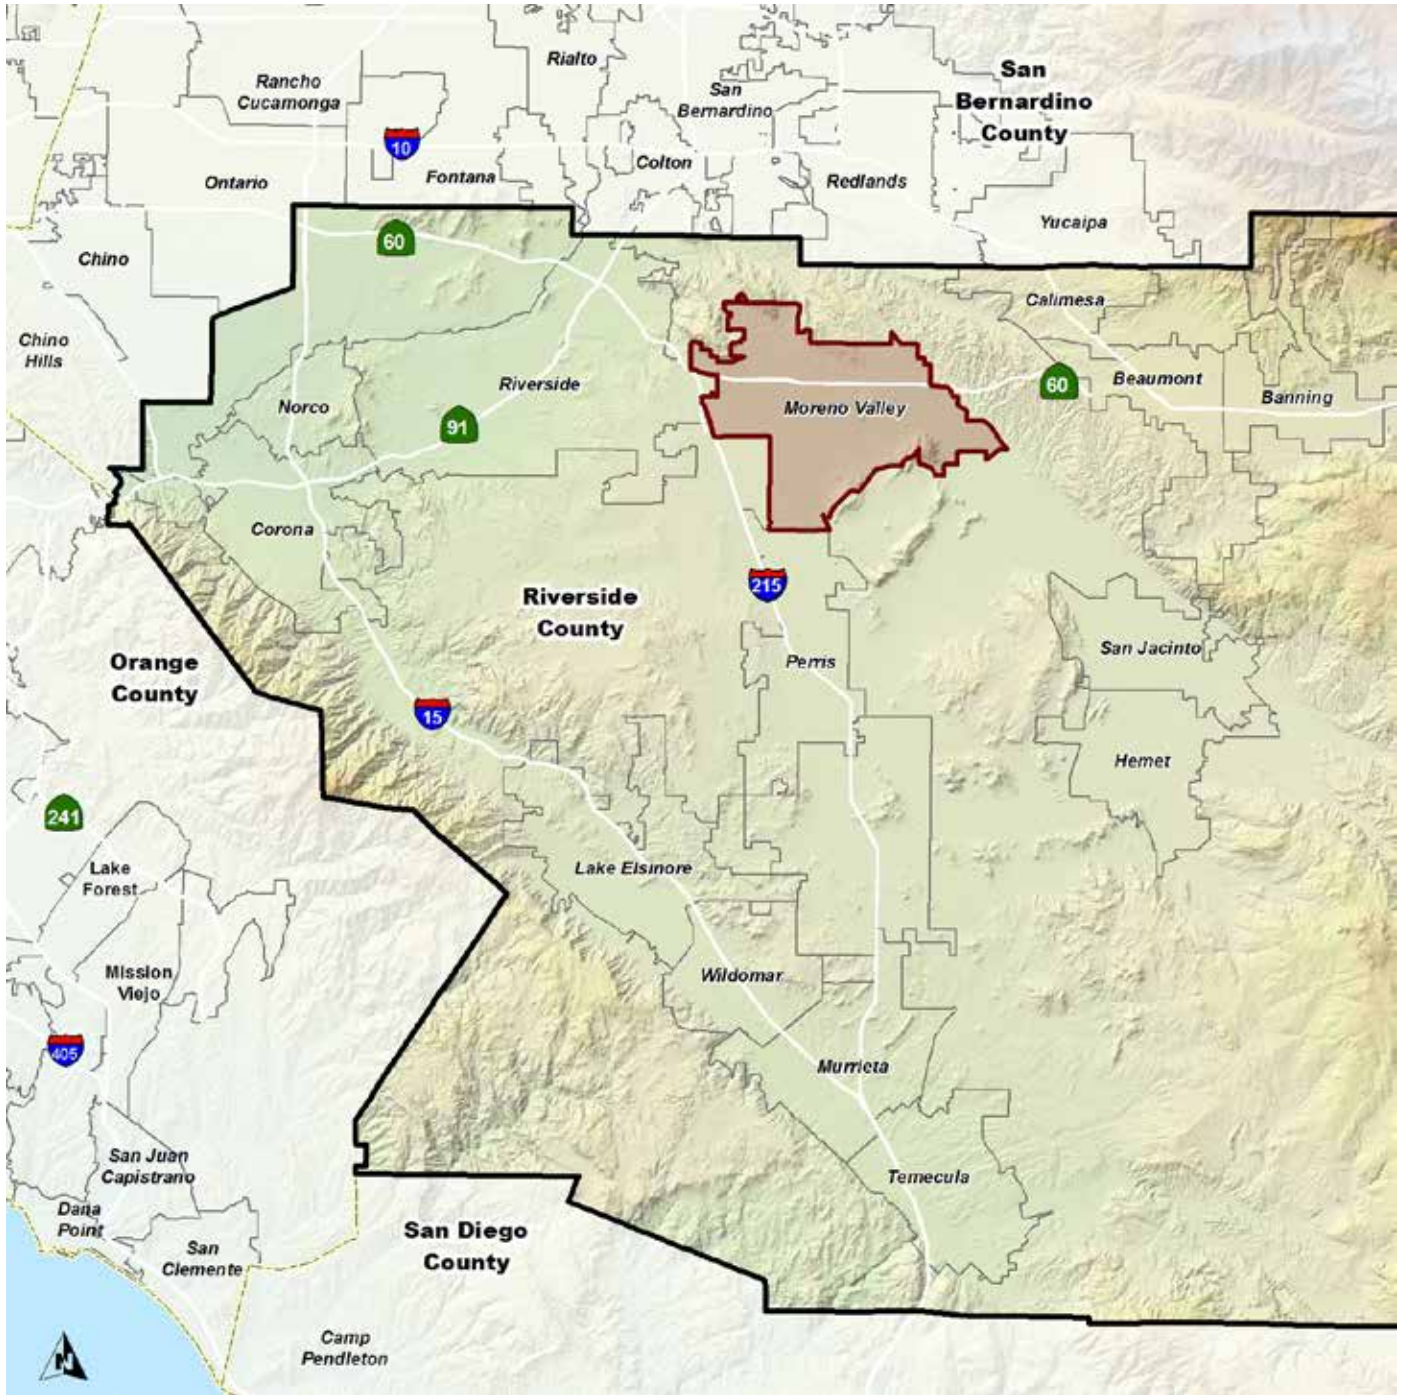 Rialto
San
Rancho
Cucamonga
San
Bernardino
Bernardino
County
10
Colton
Ontario
Fontana
Redlands
Yucaipa
60
Chino
Calimesa
Chino
Hills
Riverside
60
Beaumont
Banning
Norco
Moreno Valley
91
Corona
215
Riverside
County
San Jacinto
Orange
County
Perris
15
Hemet
241
Lake
Forest
Lake Elsinore
Mission
Viejo
Wildomar
405
Murrieta
San Juan
Capistrano
Temecula
Dana
Point
San Diego
County
San
Clemente
Camp
Pendleton
N